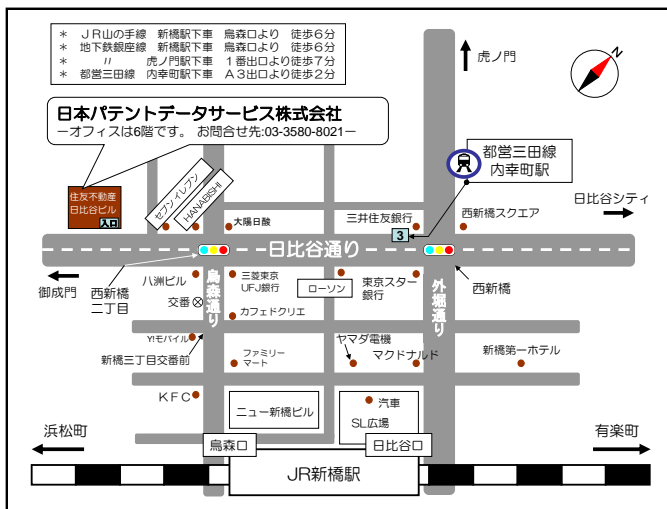 * JR山の手線 新橋駅下車 烏森口より 徒歩6分
* 地下鉄銀座線 新橋駅下車 烏森口より 徒歩6分
* 〃 虎ノ門駅下車 1番出口より徒歩7分
* 都営三田線 内幸町駅下車 A3出口より徒歩2分
虎ノ門
N
日本パテントデータサービス株式会社
−オフィスは6階です。 お問合せ先:03-3580-8021−
都営三田線
内幸町駅
住友不動産
日比谷ビル
入口
セブンイレブン
HANABISHI
大陽日酸
三井住友銀行
3
西新橋スクエア
日比谷シティ
日比谷通り
御成門
西新橋
二丁目
八洲ビル
交番
烏森通り
三菱東京
UFJ銀行
ローソン
東京スター
銀行
外堀通り
西新橋
カフェドクリエ
Y!モバイル
新橋三丁目交番前
ファミリー
マート
ヤマダ電機
マクドナルド
新橋第一ホテル
KFC
ニュー新橋ビル
汽車
SL広場
浜松町
烏森口
日比谷口
有楽町
JR新橋駅